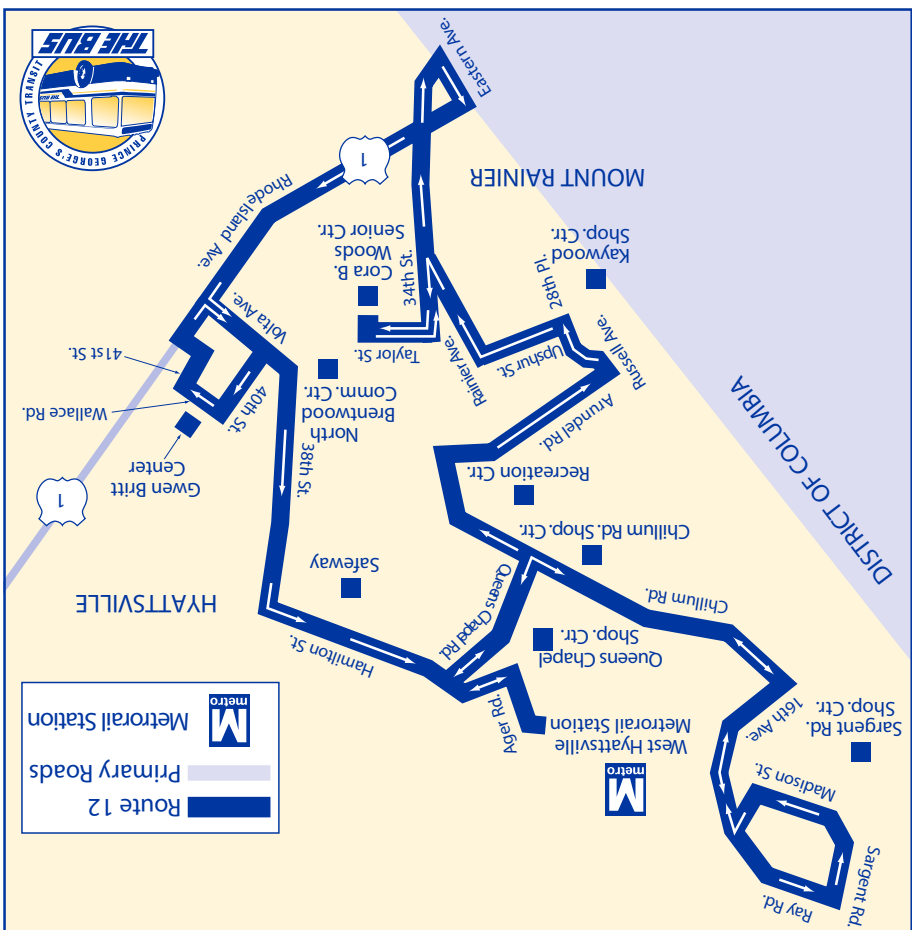 Ray Rd.
Sargent Rd.
Madison St.
Sargent Rd.
Shop. Ctr.
16th Ave.
M
metro
West Hyattsville
Metrorail Station
Ager Rd.
Route 12
Primary Roads
M
metro
Metrorail Station
Queens Chapel
Shop. Ctr.
Queens Chapel Rd.
Hamilton St.
HYATTSVILLE
Chillum Rd.
Chillum Rd. Shop. Ctr.
Safeway
DISTRICT OF COLUMBIA
Recreation Ctr.
38th St.
Gwen Britt
Center
1
Arundel Rd.
North
Brentwood
Comm. Ctr.
40th St.
Wallace Rd.
41st St.
Russell Ave.
Upshur St.
Rainier Ave.
Taylor St.
Volta Ave.
28th Pl.
Kaywood
Shop. Ctr.
34th St.
Cora B.
Woods
Senior Ctr.
Rhode Island Ave.
MOUNT RAINIER
1
Eastern Ave.
PRINCE GEORGE'S COUNTY TRANSIT
THE BUS